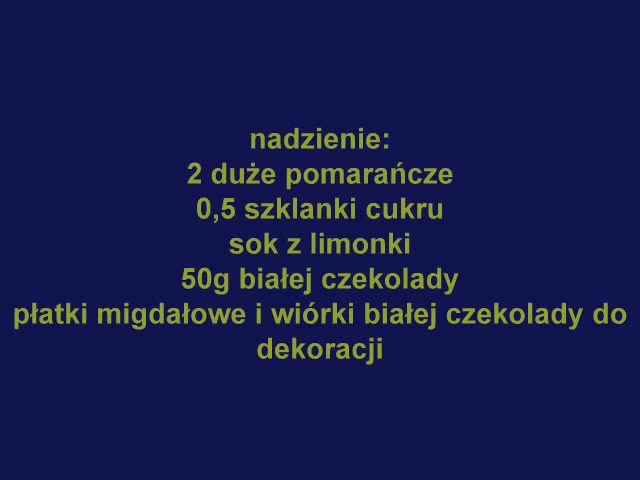 nadzienie:
2 duże pomarańcze
0,5 szklanki cukru
sok z limonki
50g białej czekolady
płatki migdałowe i wiórki białej czekolady do
dekoracji